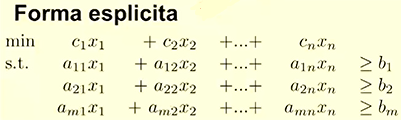 Forma esplicita
min c₁x₁ + c₂x₂ +...+ cₙxₙ
s.t. a₁₁x₁ + a₁₂x₂ +...+ a₁ₙxₙ ≥ b₁
a₂₁x₁ + a₂₂x₂ +...+ a₂ₙxₙ ≥ b₂
aₘ₁x₁ + aₘ₂x₂ +...+ aₘₙxₙ ≥ bₘ